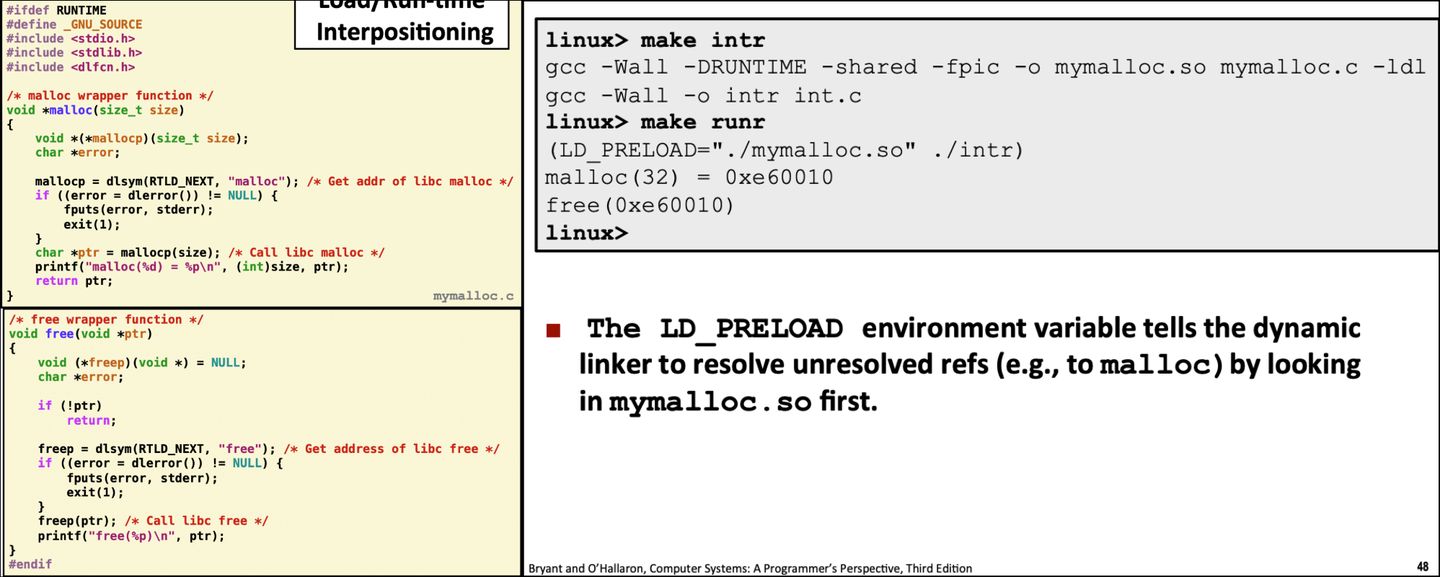 #ifdef RUNTIME
#define _GNU_SOURCE
#include <stdio.h>
#include <stdlib.h>
#include <dlfcn.h>

/* malloc wrapper function */
void *malloc(size_t size)
{
    void *(*mallocp)(size_t size);
    char *error;

    mallocp = dlsym(RTLD_NEXT, "malloc"); /* Get addr of libc malloc */
    if ((error = dlerror()) != NULL) {
        fputs(error, stderr);
        exit(1);
    }
    char *ptr = mallocp(size); /* Call libc malloc */
    printf("malloc(%d) = %p\n", (int)size, ptr);
    return ptr;
}
mymalloc.c
/* free wrapper function */
void free(void *ptr)
{
    void (*freep)(void *) = NULL;
    char *error;

    if (!ptr)
        return;

    freep = dlsym(RTLD_NEXT, "free"); /* Get address of libc free */
    if ((error = dlerror()) != NULL) {
        fputs(error, stderr);
        exit(1);
    }
    freep(ptr); /* Call libc free */
    printf("free(%p)\n", ptr);
}
#endif
Load/Run-time
Interpositioning
linux> make intr
gcc -Wall -DRUNTIME -shared -fpic -o mymalloc.so mymalloc.c -ldl
gcc -Wall -o intr int.c
linux> make runr
(LD_PRELOAD="./mymalloc.so" ./intr)
malloc(32) = 0xe60010
free(0xe60010)
linux>
■ The LD_PRELOAD environment variable tells the dynamic
linker to resolve unresolved refs (e.g., to malloc) by looking
in mymalloc.so first.
Bryant and O'Hallaron, Computer Systems: A Programmer's Perspective, Third Edition
48